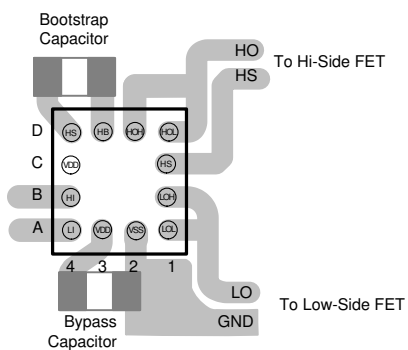 Bootstrap
Capacitor
HO
To Hi-Side FET
HS
D HS HB HOH HOL
C VDD HS
B HI LOH
A LI VDD VSS LOL
4 3 2 1
LO
To Low-Side FET
GND
Bypass
Capacitor